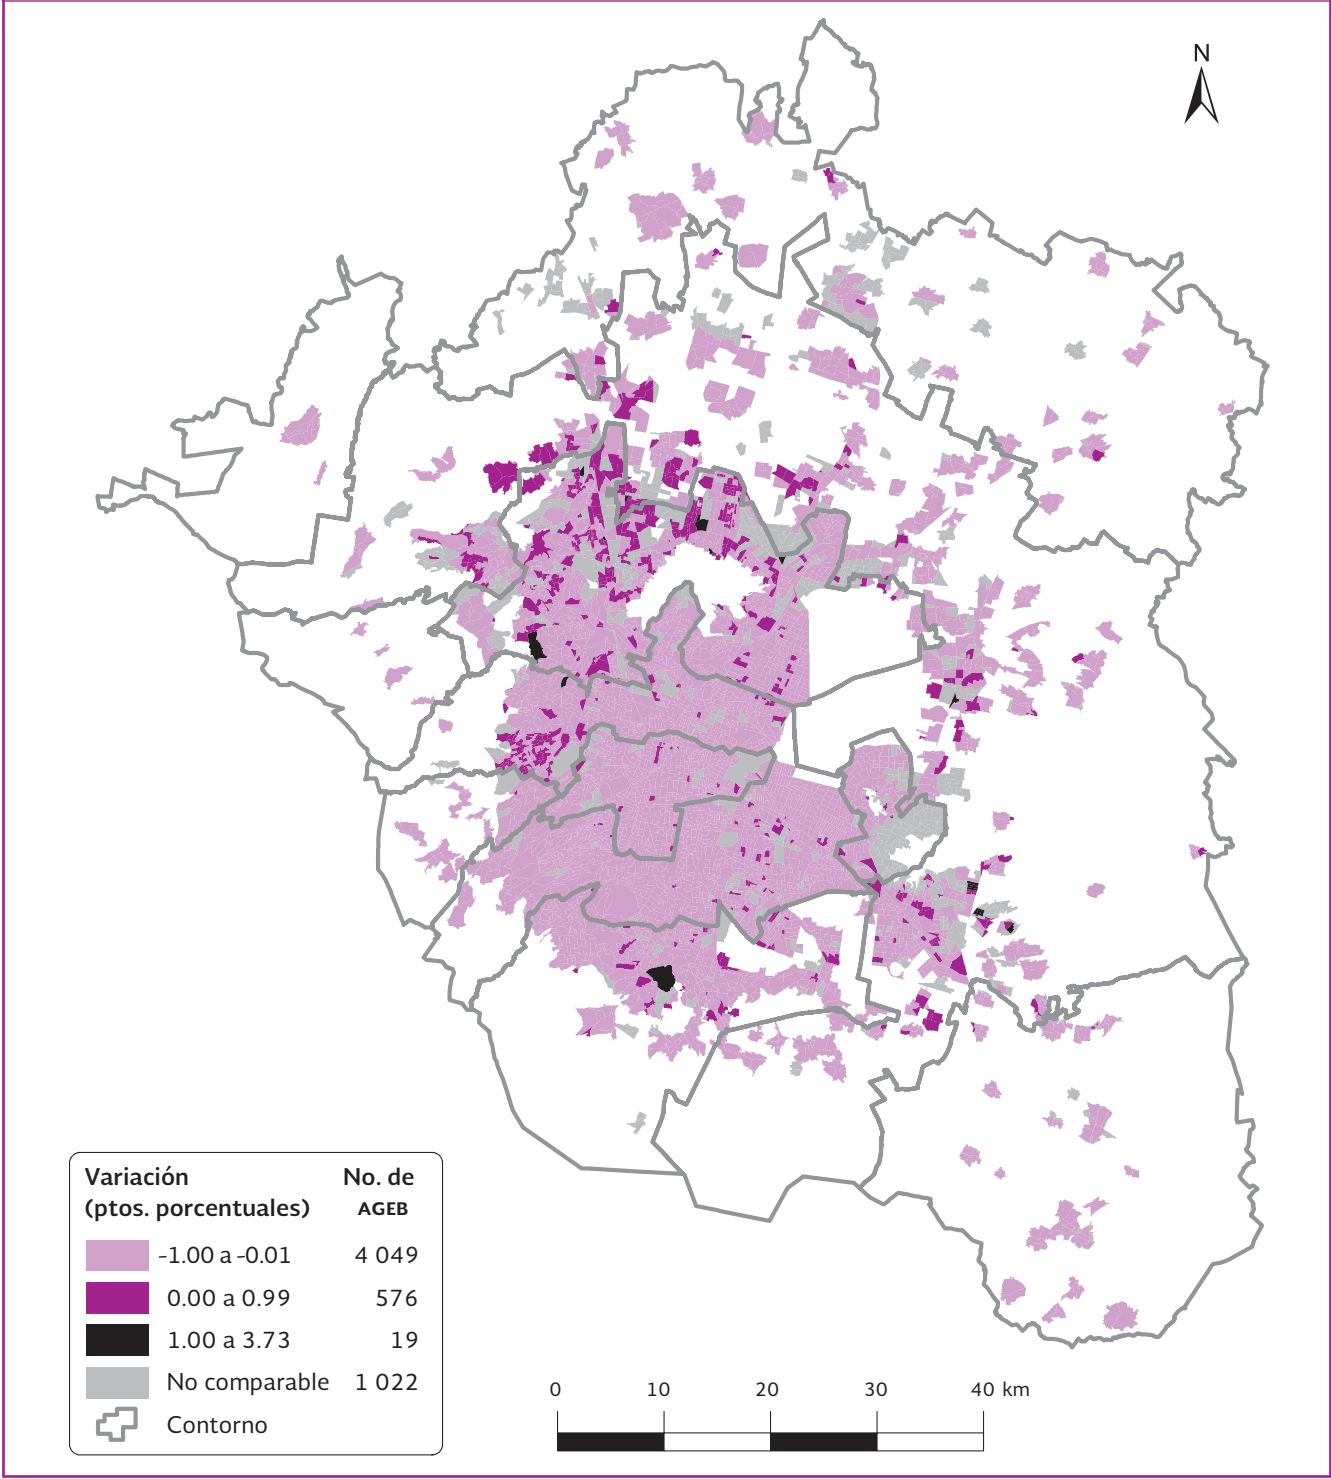 N
Variación No. de
(ptos. porcentuales) AGEB
-1.00 a -0.01 4 049
0.00 a 0.99 576
1.00 a 3.73 19
No comparable 1 022
Contorno
0 10 20 30 40 km